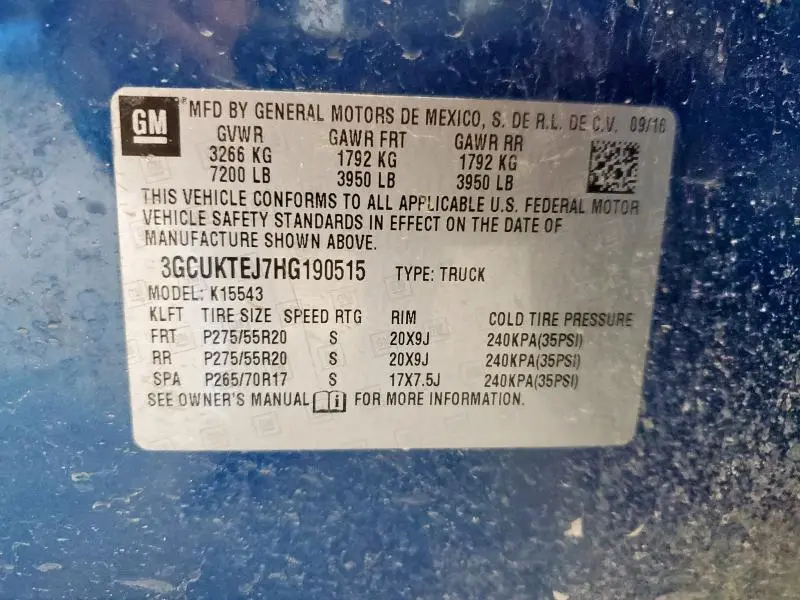 GM ® MFD BY GENERAL MOTORS DE MEXICO, S. DE R.L. DE C.V. 09/16
GVWR GAWR FRT GAWR RR
3266 KG 1792 KG 1792 KG
7200 LB 3950 LB 3950 LB
THIS VEHICLE CONFORMS TO ALL APPLICABLE U.S. FEDERAL MOTOR
VEHICLE SAFETY STANDARDS IN EFFECT ON THE DATE OF
MANUFACTURE SHOWN ABOVE.
3GCUKTEJ7HG190515 TYPE: TRUCK
MODEL: K15543
KLFT TIRE SIZE SPEED RTG RIM COLD TIRE PRESSURE
FRT P275/55R20 S 20X9J 240KPA(35PSI)
RR P275/55R20 S 20X9J 240KPA(35PSI)
SPA P265/70R17 S 17X7.5J 240KPA(35PSI)
SEE OWNER'S MANUAL i FOR MORE INFORMATION.